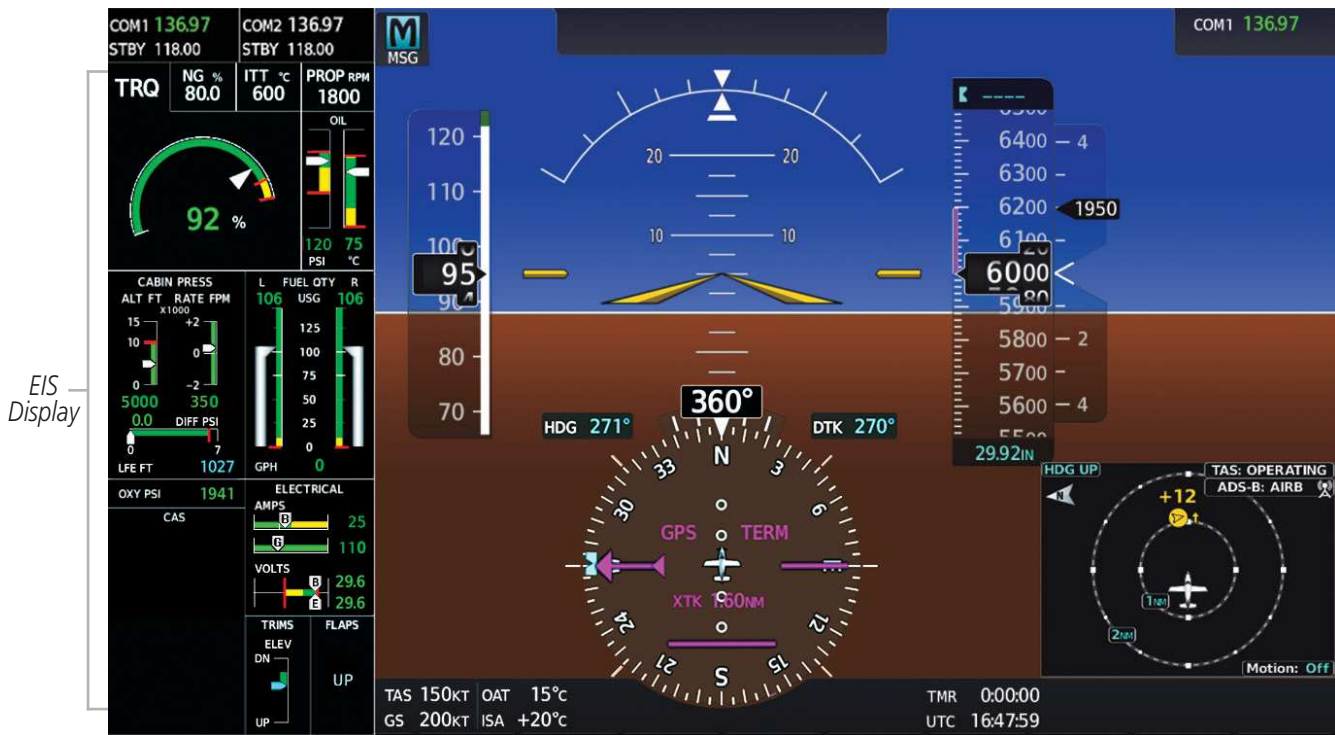 COM1 136.97 COM2 136.97
STBY 118.00 STBY 118.00
MSG
COM1 136.97
EIS
Display
TRQ
NG %
80.0
ITT °C
600
PROP RPM
1800
OIL
92 %
120 75
PSI °C
CABIN PRESS
ALT FT RATE FPM
X1000
15 +2
10 0
0 -2
5000 350
0.0 DIFF PSI
0 7
LFE FT 1027
L FUEL QTY R
106 USG 106
125
100
75
50
25
0
GPH 0
OXY PSI 1941
CAS
ELECTRICAL
AMPS
B 25
G 110
VOLTS
B 29.6
E 29.6
TRIMS
ELEV
DN
UP
FLAPS
UP
120
110
95
80
70
20 20
10 10
----
6400
6300
6200
6000
5800
5700
5600
29.92IN
4
1950
2
4
360°
HDG 271°
DTK 270°
N
3
6
12
15
S
21
24
30
33
GPS TERM
XTK 1.60NM
HDG UP
N
TAS: OPERATING
ADS-B: AIRB
+12
1NM
2NM
Motion: Off
TAS 150KT OAT 15°C
GS 200KT ISA +20°C
TMR 0:00:00
UTC 16:47:59